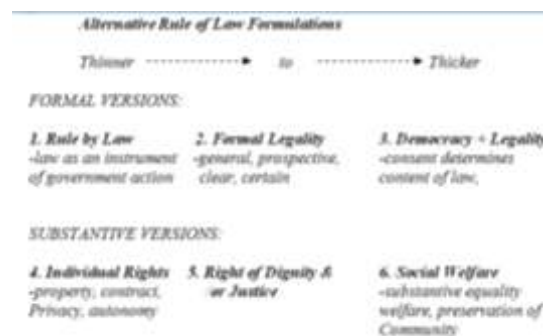 Alternative Rule of Law Formulations
Thinner to Thicker
FORMAL VERSIONS:
1. Rule by Law 2. Formal Legality 3. Democracy + Legality
-law as an instrument -general, prospective, -consent determines
of government action clear, certain content of law,
SUBSTANTIVE VERSIONS:
4. Individual Rights 5. Right of Dignity & 6. Social Welfare
-property, contract, or Justice -substantive equality
Privacy, autonomy welfare, preservation of
Community